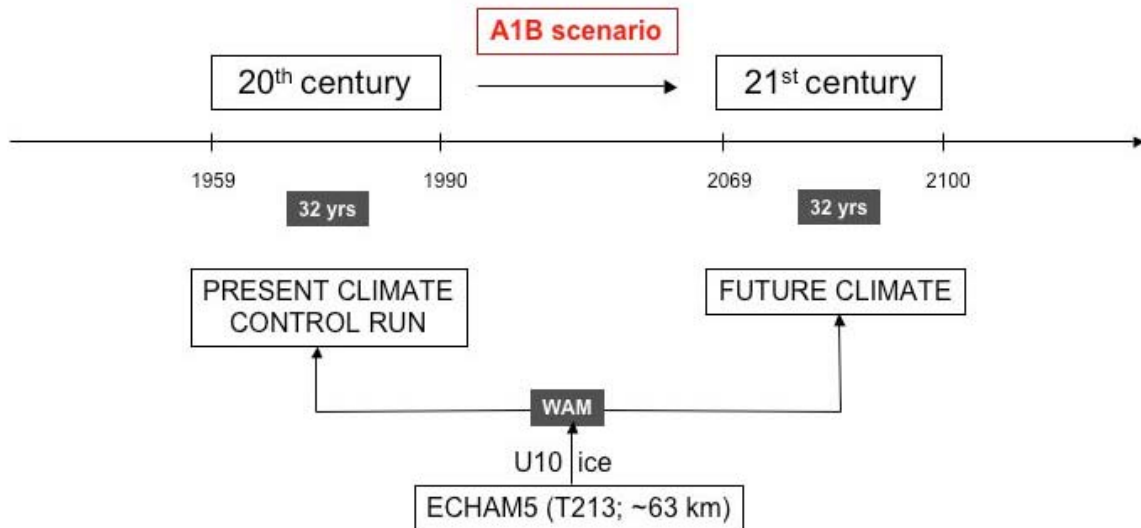 A1B scenario
20th century
21st century
1959
1990
2069
2100
32 yrs
32 yrs
PRESENT CLIMATE
CONTROL RUN
FUTURE CLIMATE
WAM
U10 ice
ECHAM5 (T213; ~63 km)